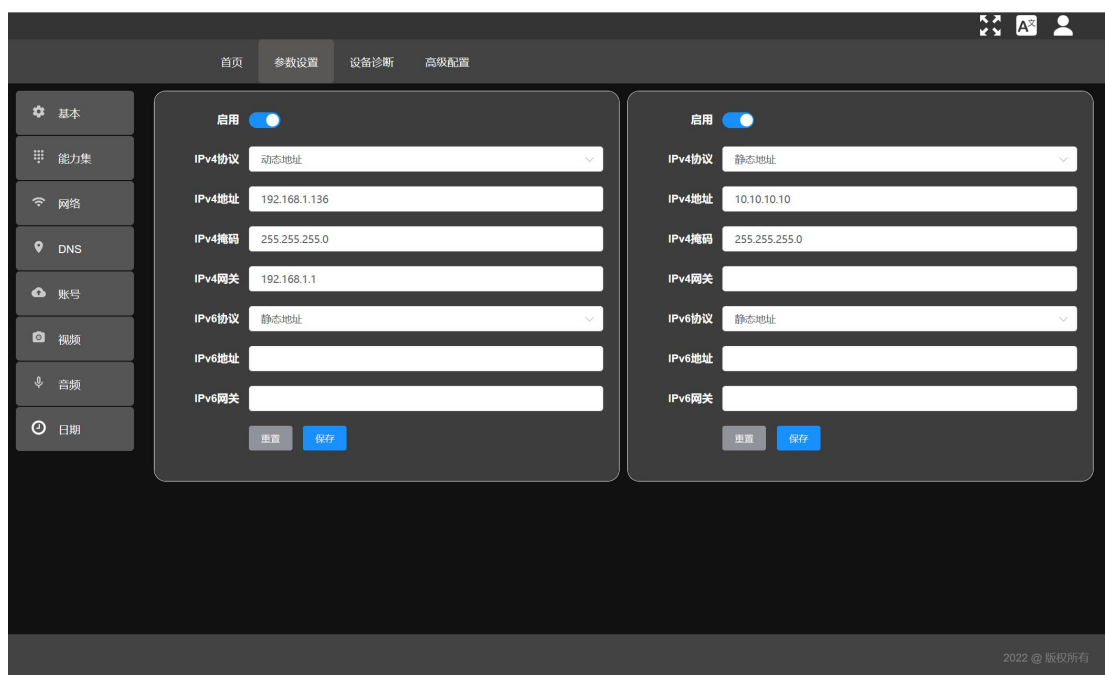 A文
首页 参数设置 设备诊断 高级配置
基本
能力集
网络
DNS
账号
视频
音频
日期
启用
IPv4协议 动态地址
IPv4地址 192.168.1.136
IPv4掩码 255.255.255.0
IPv4网关 192.168.1.1
IPv6协议 静态地址
IPv6地址
IPv6网关
重置 保存
启用
IPv4协议 静态地址
IPv4地址 10.10.10.10
IPv4掩码 255.255.255.0
IPv4网关
IPv6协议 静态地址
IPv6地址
IPv6网关
重置 保存
2022 @ 版权所有